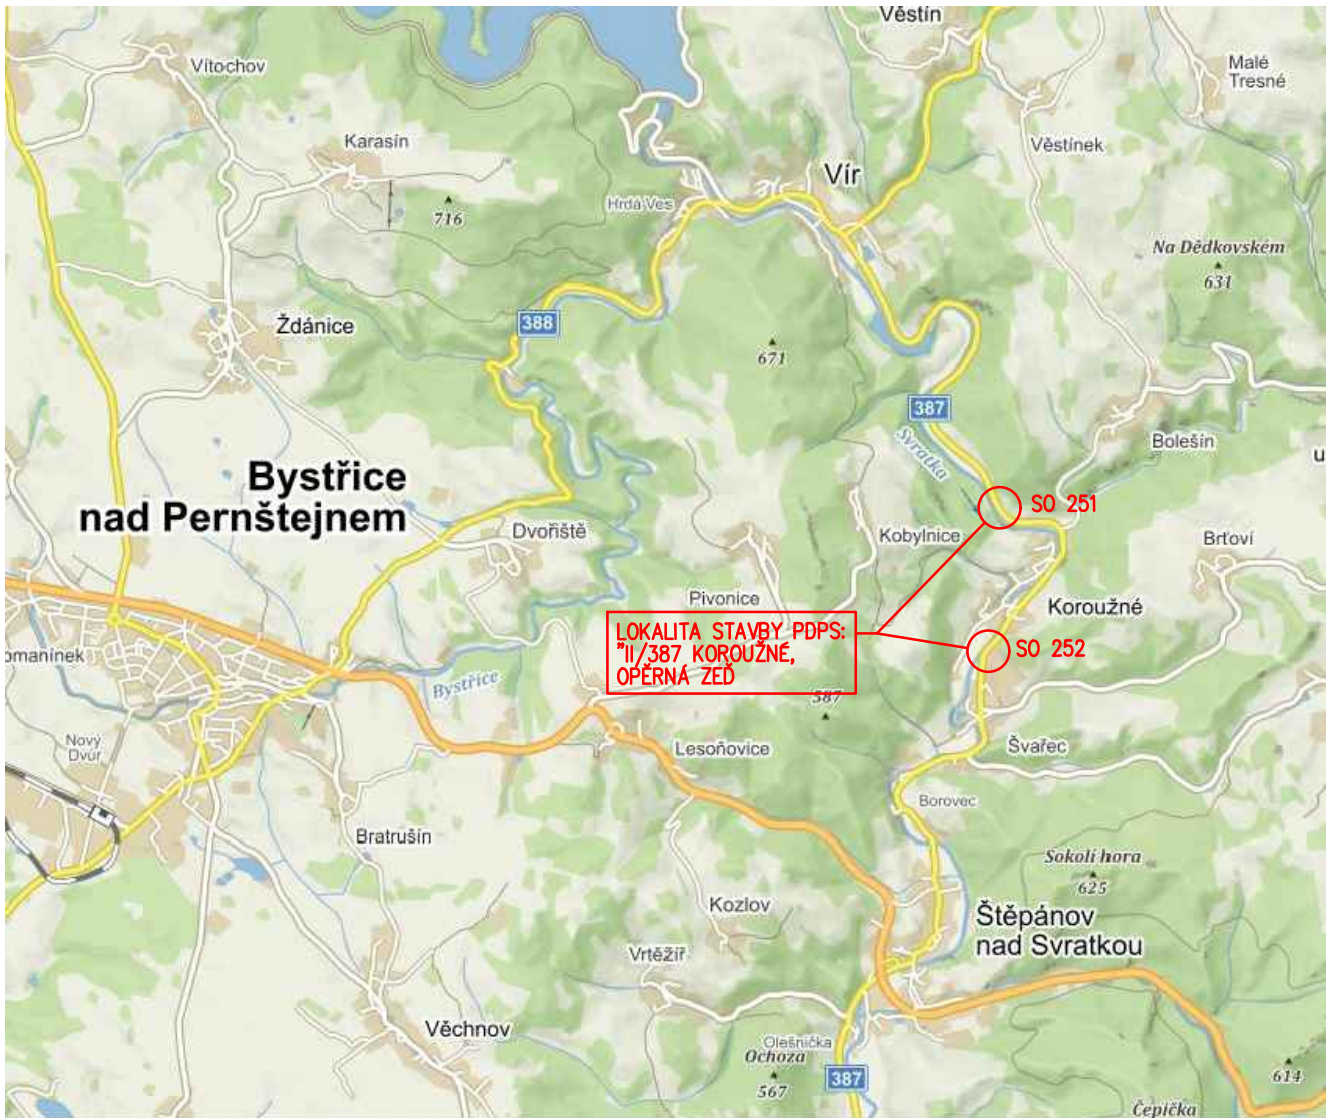 Věstín
Vítochov
Malé
Tresné
Karasín
Věstínek
Vír
Hrdá Ves
716
Na Dědkovském
631
388
Ždánice
671
387
Svratka
Bolešín
u
Bystřice
nad Pernštejnem
SO 251
Dvořiště
Kobylnice
Brťoví
Pivonice
Koroužné
LOKALITA STAVBY PDPS:
"II/387 KOROUŽNÉ,
OPĚRNÁ ZEĎ
SO 252
omanínek
Bystřice
587
Nový
Dvůr
Lesoňovice
Švařec
Borovec
Bratrušín
Sokolí hora
625
Kozlov
Štěpánov
nad Svratkou
Vrtěžíř
Věchnov
Olešnička
Ochoza
567
387
614
Čepička